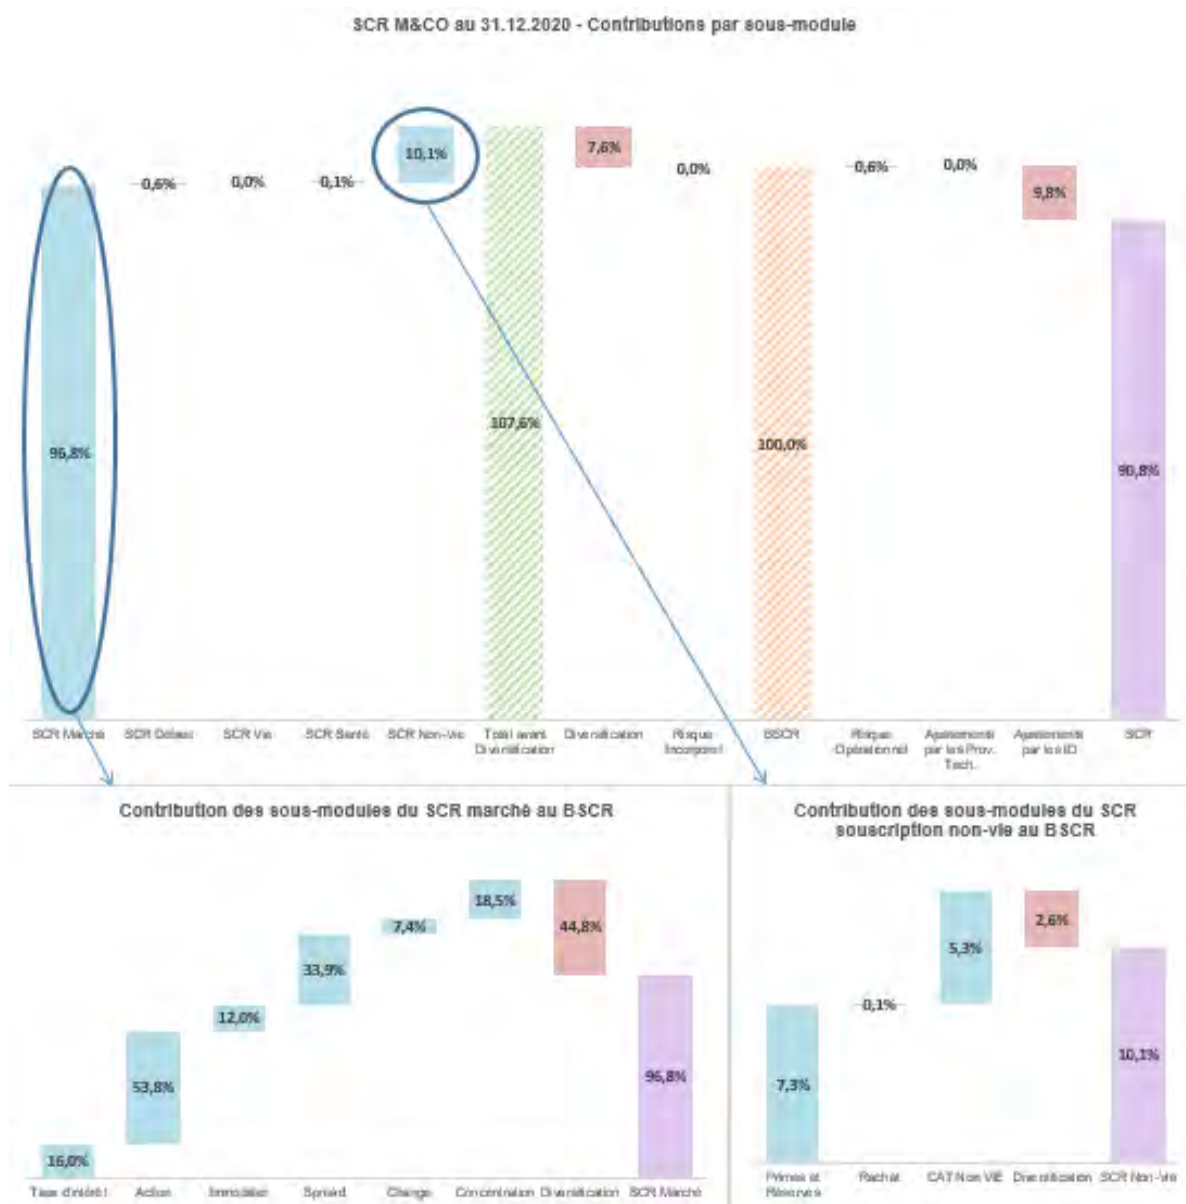 SCR M&CO au 31.12.2020 - Contributions par sous-module
10,1%
7,6%
0,6%
0,0%
0,1%
0,0%
0,6%
0,0%
9,8%
96,8%
107,6%
100,0%
90,8%
SCR Marché
SCR Défaut
SCR Vie
SCR Santé
SCR Non-Vie
Total avant
Diversification
Diversification
Risque
Incorporel
BSCR
Risque
Opérationnel
Ajustements
par les Prov.
Tech.
Ajustements
par les ID
SCR
Contribution des sous-modules du SCR marché au BSCR
16,0%
53,8%
12,0%
33,9%
7,4%
18,5%
44,8%
96,8%
Taux d'intérêt
Action
Immobilier
Spread
Change
Concentration
Diversification
SCR Marché
Contribution des sous-modules du SCR
souscription non-vie au BSCR
7,3%
0,1%
5,3%
2,6%
10,1%
Primes et
Réserves
Rachat
CAT Non VIE
Diversification
SCR Non-Vie